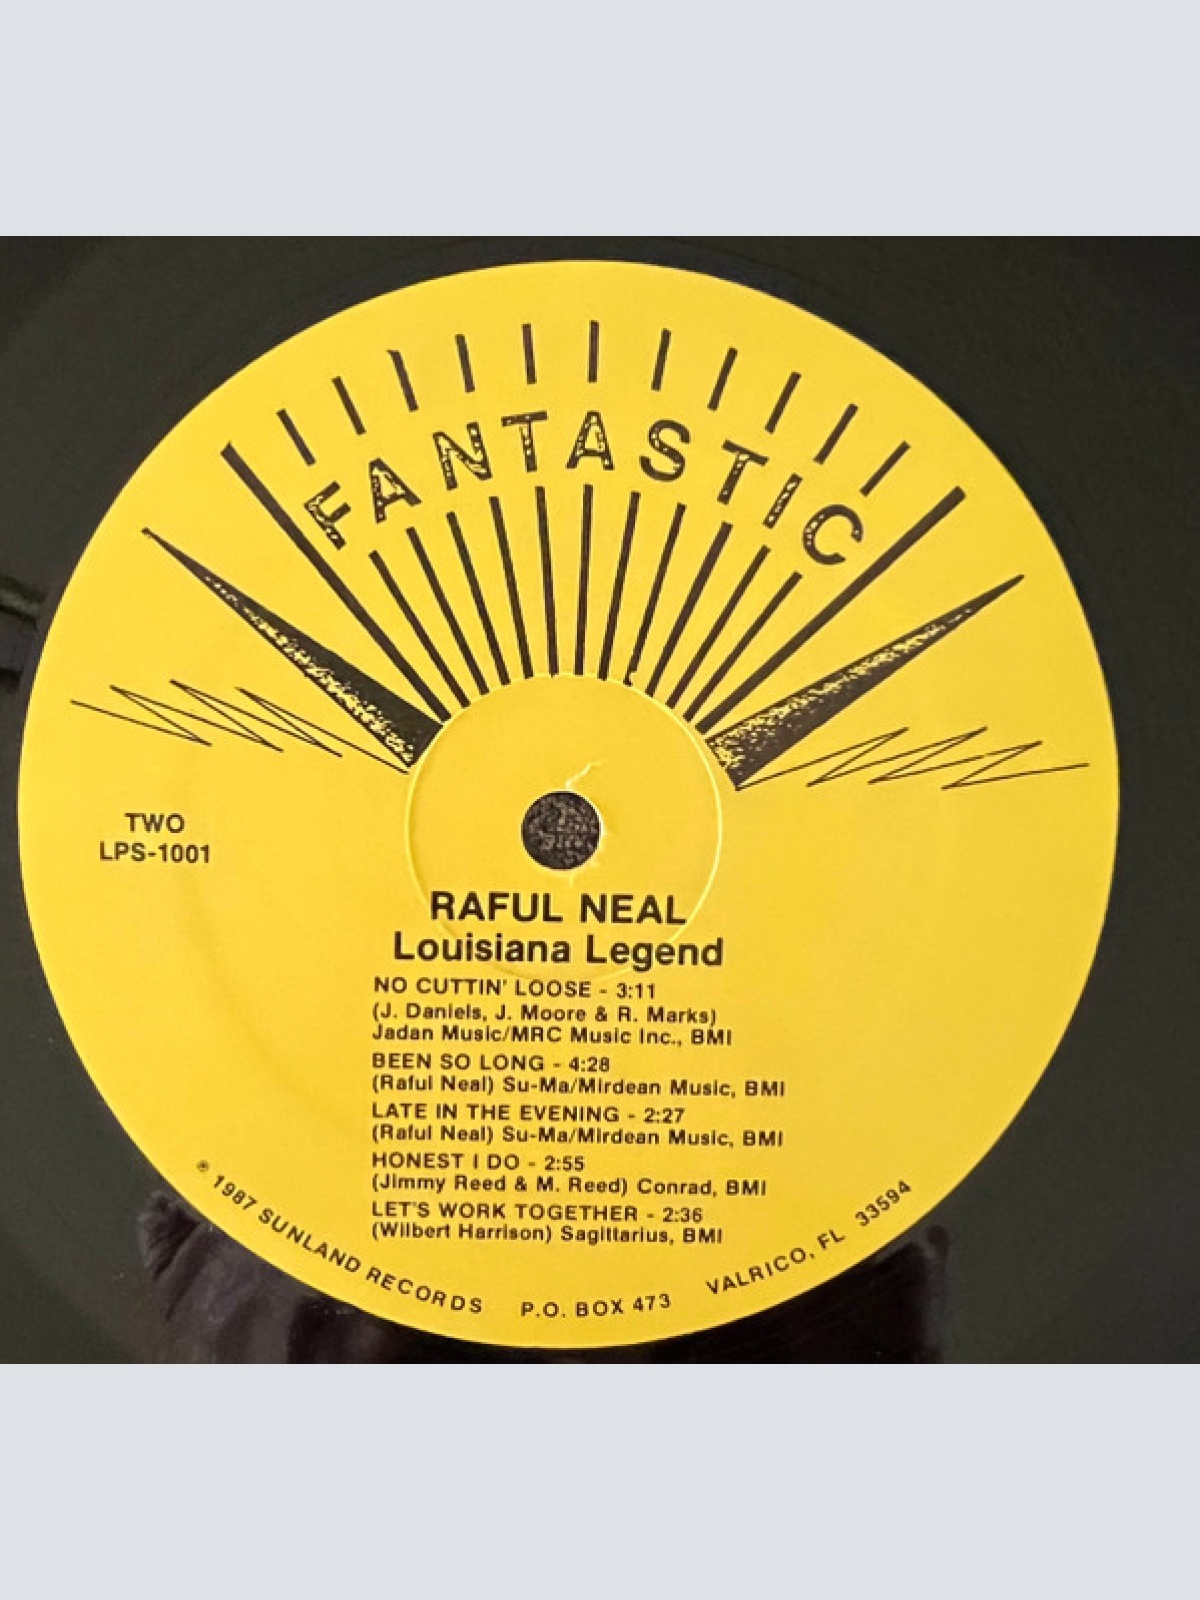 FANTASTIC
TWO
LPS-1001
RAFUL NEAL
Louisiana Legend
NO CUTTIN' LOOSE - 3:11
(J. Daniels, J. Moore & R. Marks)
Jadan Music/MRC Music Inc., BMI
BEEN SO LONG - 4:28
(Raful Neal) Su-Ma/Mirdean Music, BMI
LATE IN THE EVENING - 2:27
(Raful Neal) Su-Ma/Mirdean Music, BMI
HONEST I DO - 2:55
(Jimmy Reed & M. Reed) Conrad, BMI
LET'S WORK TOGETHER - 2:36
(Wilbert Harrison) Sagittarius, BMI
℗ 1987 SUNLAND RECORDS P.O. BOX 473 VALRICO, FL 33594